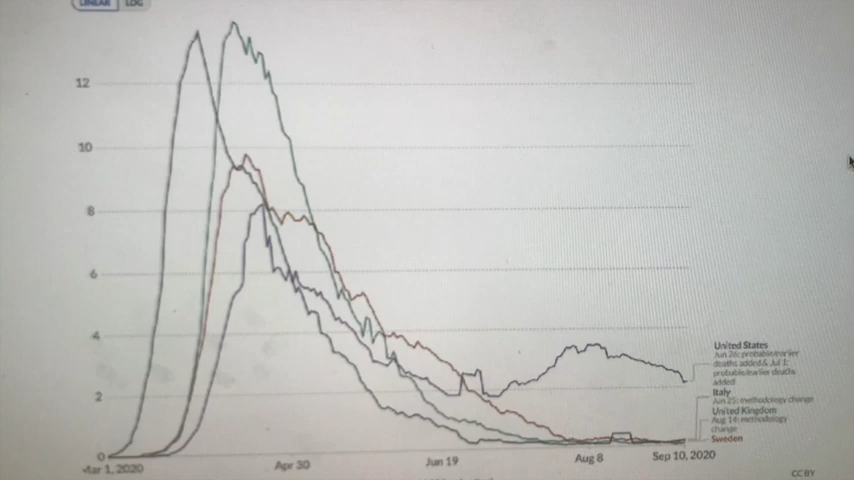 LINEAR LOG
12
10
8
6
4
2
0
Mar 1, 2020
Apr 30
Jun 19
Aug 8
Sep 10, 2020
United States
Jun 26: probable/earlier
deaths added & Jul 1:
probable/earlier deaths
added
Italy
Jun 25: methodology change
United Kingdom
Aug 14: methodology
change
Sweden
CC BY